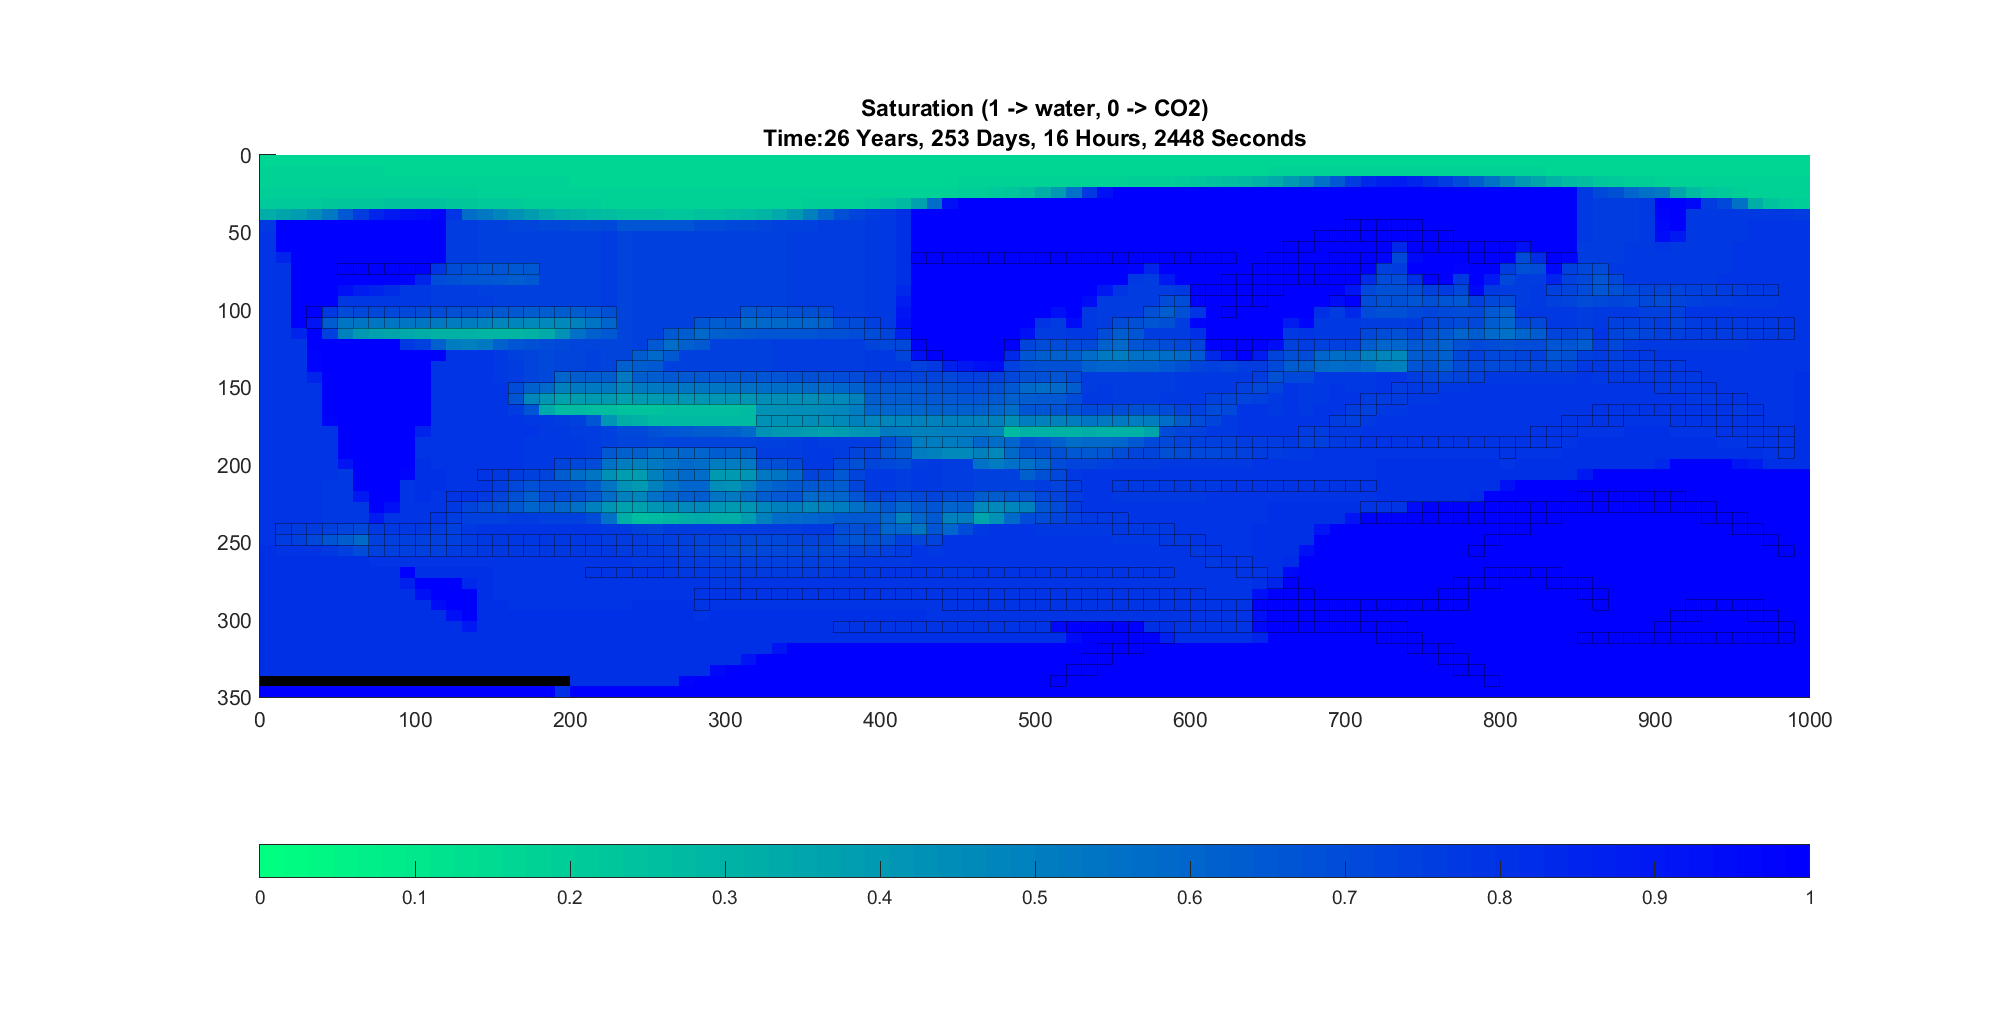 Saturation (1 -> water, 0 -> CO2)
Time:26 Years, 253 Days, 16 Hours, 2448 Seconds
0
50
100
150
200
250
300
350
0 100 200 300 400 500 600 700 800 900 1000
0 0.1 0.2 0.3 0.4 0.5 0.6 0.7 0.8 0.9 1